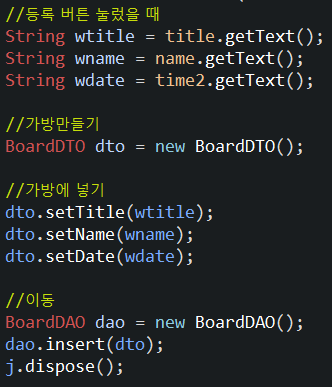 //등록 버튼 눌렀을 때
String wtitle = title.getText();
String wname = name.getText();
String wdate = time2.getText();
//가방만들기
BoardDTO dto = new BoardDTO();
//가방에 넣기
dto.setTitle(wtitle);
dto.setName(wname);
dto.setDate(wdate);
//이동
BoardDAO dao = new BoardDAO();
dao.insert(dto);
j.dispose();